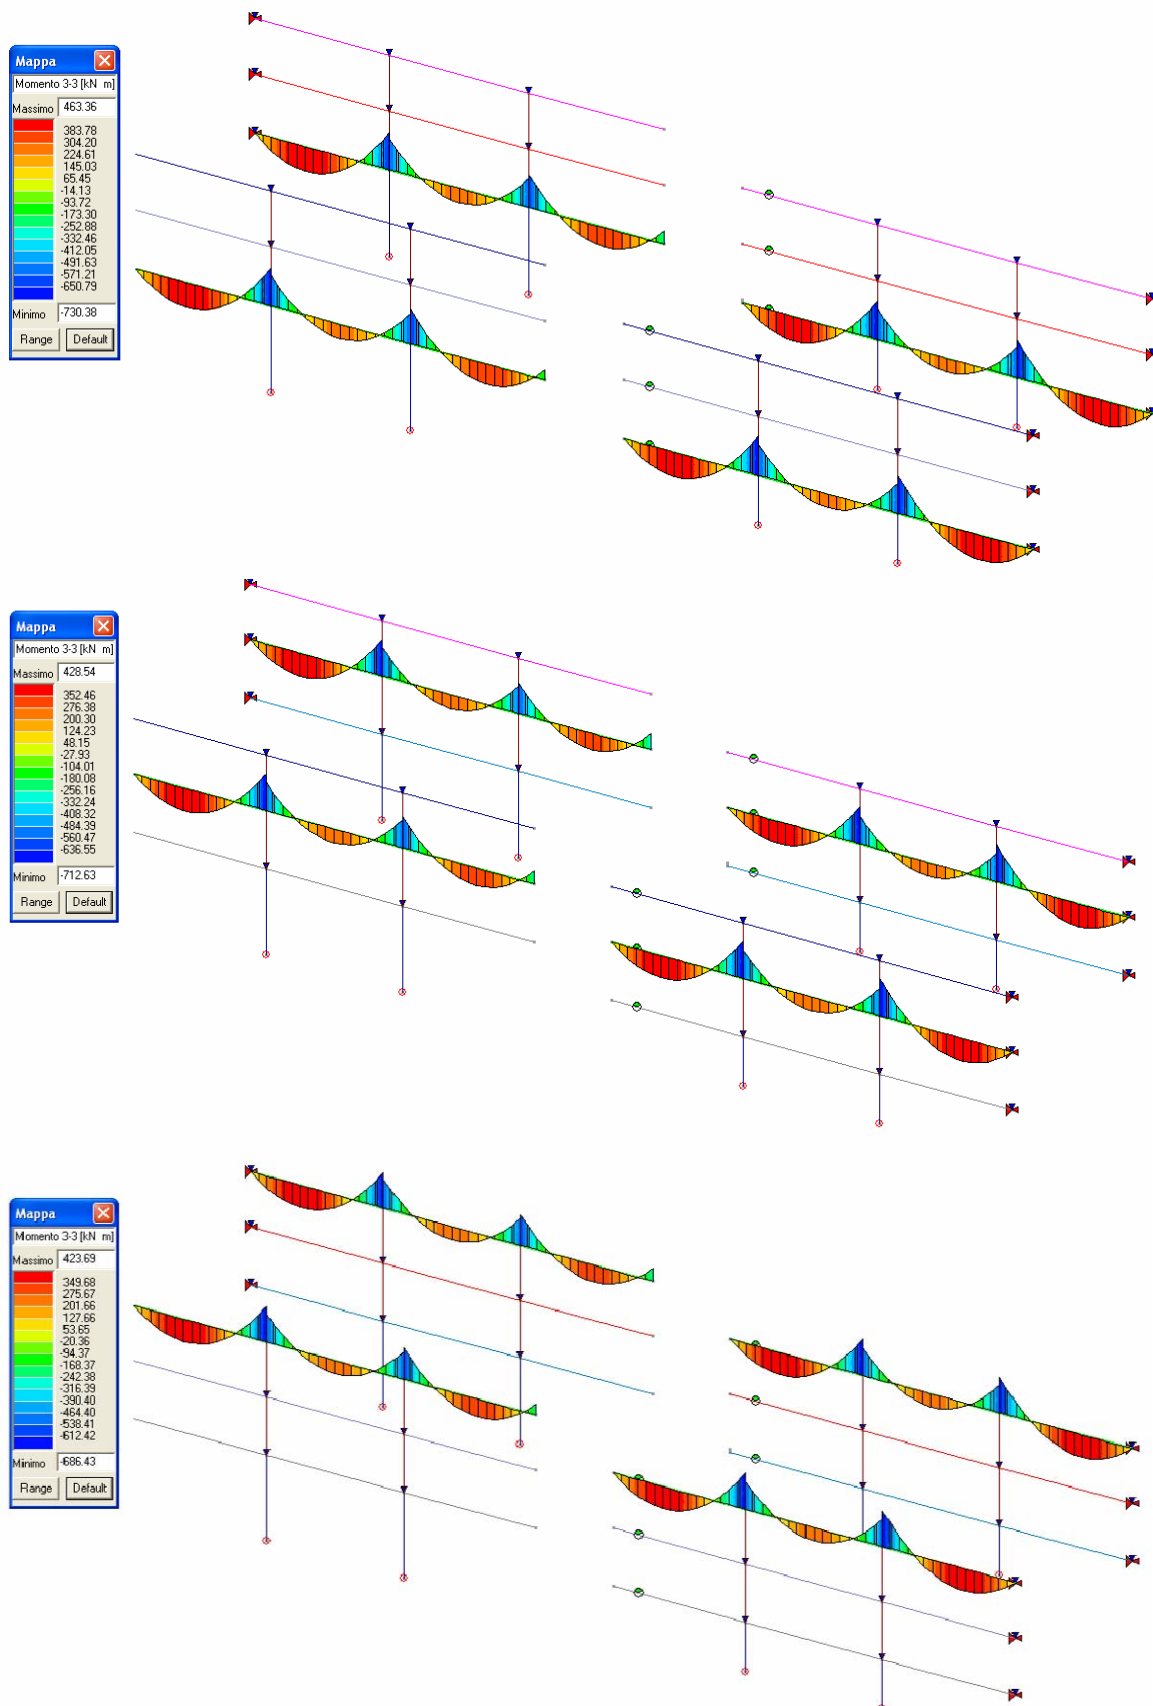 Mappa
Momento 3-3 [kN m]
Massimo 463.36
383.78
304.20
224.61
145.03
65.45
-14.13
-93.72
-173.30
-252.88
-332.46
-412.05
-491.63
-571.21
-650.79
Minimo -730.38
Range Default
Mappa
Momento 3-3 [kN m]
Massimo 428.54
352.46
276.38
200.30
124.23
48.15
-27.93
-104.01
-180.08
-256.16
-332.24
-408.32
-484.39
-560.47
-636.55
Minimo -712.63
Range Default
Mappa
Momento 3-3 [kN m]
Massimo 423.69
349.68
275.67
201.66
127.66
53.65
-20.36
-94.37
-168.37
-242.38
-316.39
-390.40
-464.40
-538.41
-612.42
Minimo -686.43
Range Default